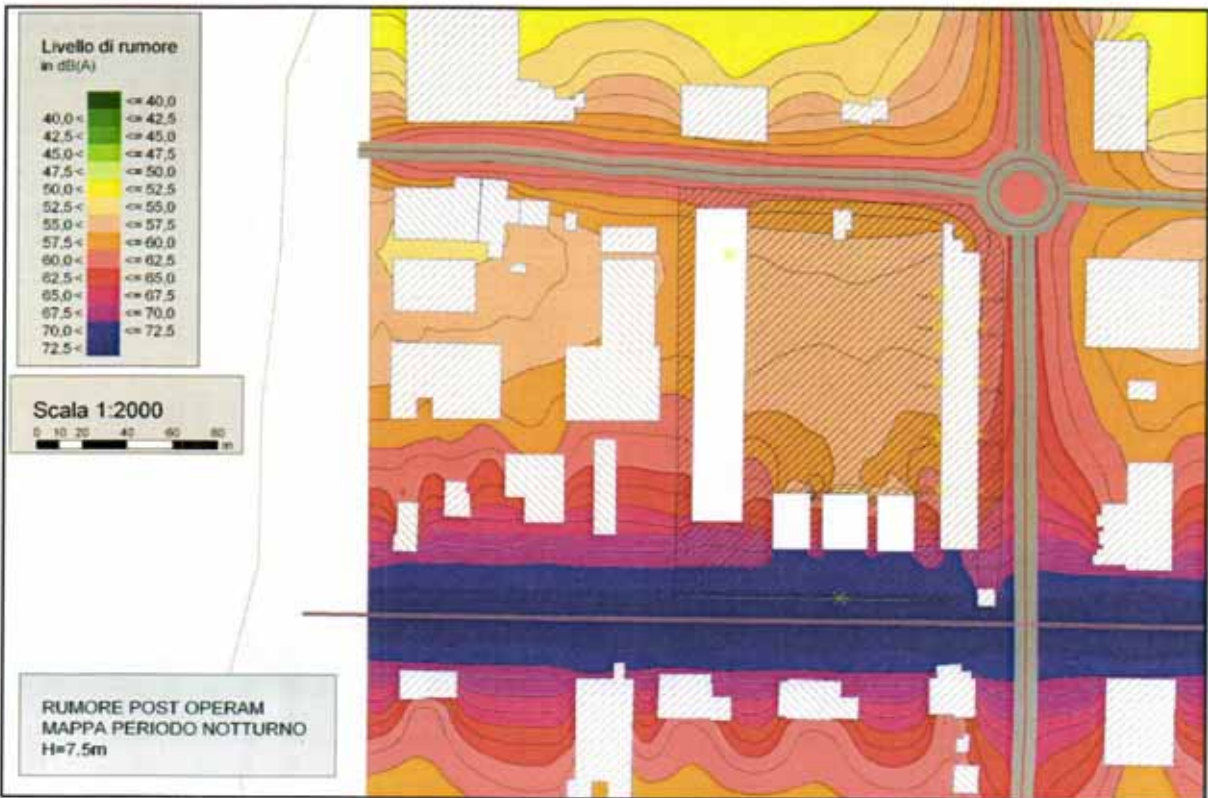 Livello di rumore
in dB(A)
<= 40,0
40,0 < <= 42,5
42,5 < <= 45,0
45,0 < <= 47,5
47,5 < <= 50,0
50,0 < <= 52,5
52,5 < <= 55,0
55,0 < <= 57,5
57,5 < <= 60,0
60,0 < <= 62,5
62,5 < <= 65,0
65,0 < <= 67,5
67,5 < <= 70,0
70,0 < <= 72,5
72,5 <
Scala 1:2000
0 10 20 40 60 80
m
RUMORE POST OPERAM
MAPPA PERIODO NOTTURNO
H=7.5m